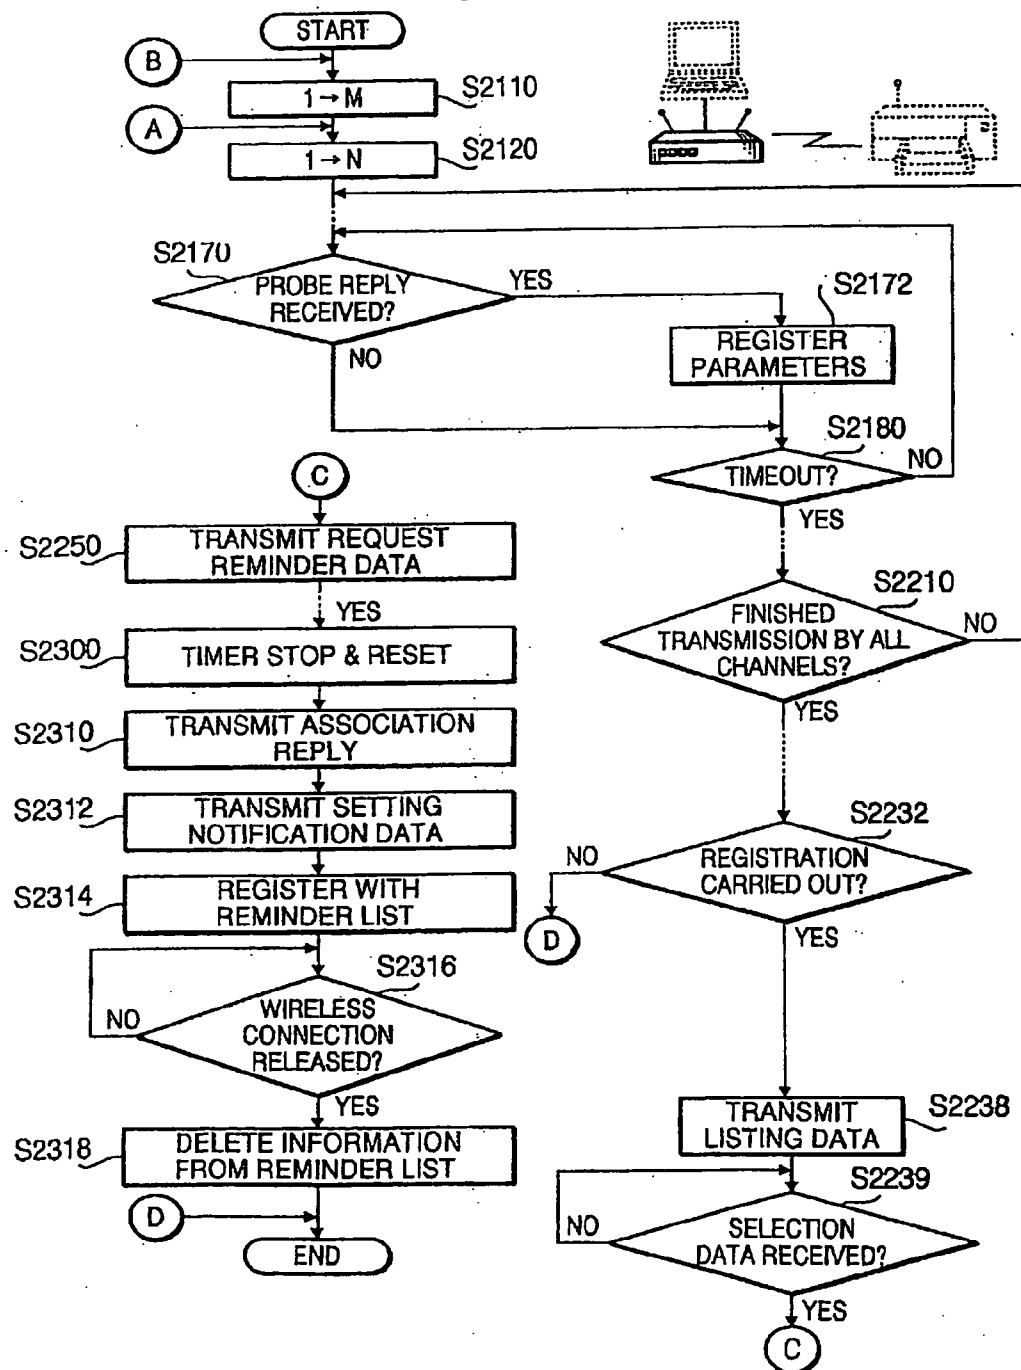 START
B
1→M
S2110
A
1→N
S2120
S2170
PROBE REPLY
RECEIVED?
YES
NO
S2172
REGISTER
PARAMETERS
S2180
TIMEOUT?
NO
YES
S2210
FINISHED
TRANSMISSION BY ALL
CHANNELS?
NO
YES
S2232
REGISTRATION
CARRIED OUT?
NO
D
YES
S2238
TRANSMIT
LISTING DATA
S2239
SELECTION
DATA RECEIVED?
NO
YES
C
C
S2250
TRANSMIT REQUEST
REMINDER DATA
YES
S2300
TIMER STOP & RESET
S2310
TRANSMIT ASSOCIATION
REPLY
S2312
TRANSMIT SETTING
NOTIFICATION DATA
S2314
REGISTER WITH
REMINDER LIST
S2316
WIRELESS
CONNECTION
RELEASED?
NO
YES
S2318
DELETE INFORMATION
FROM REMINDER LIST
D
END